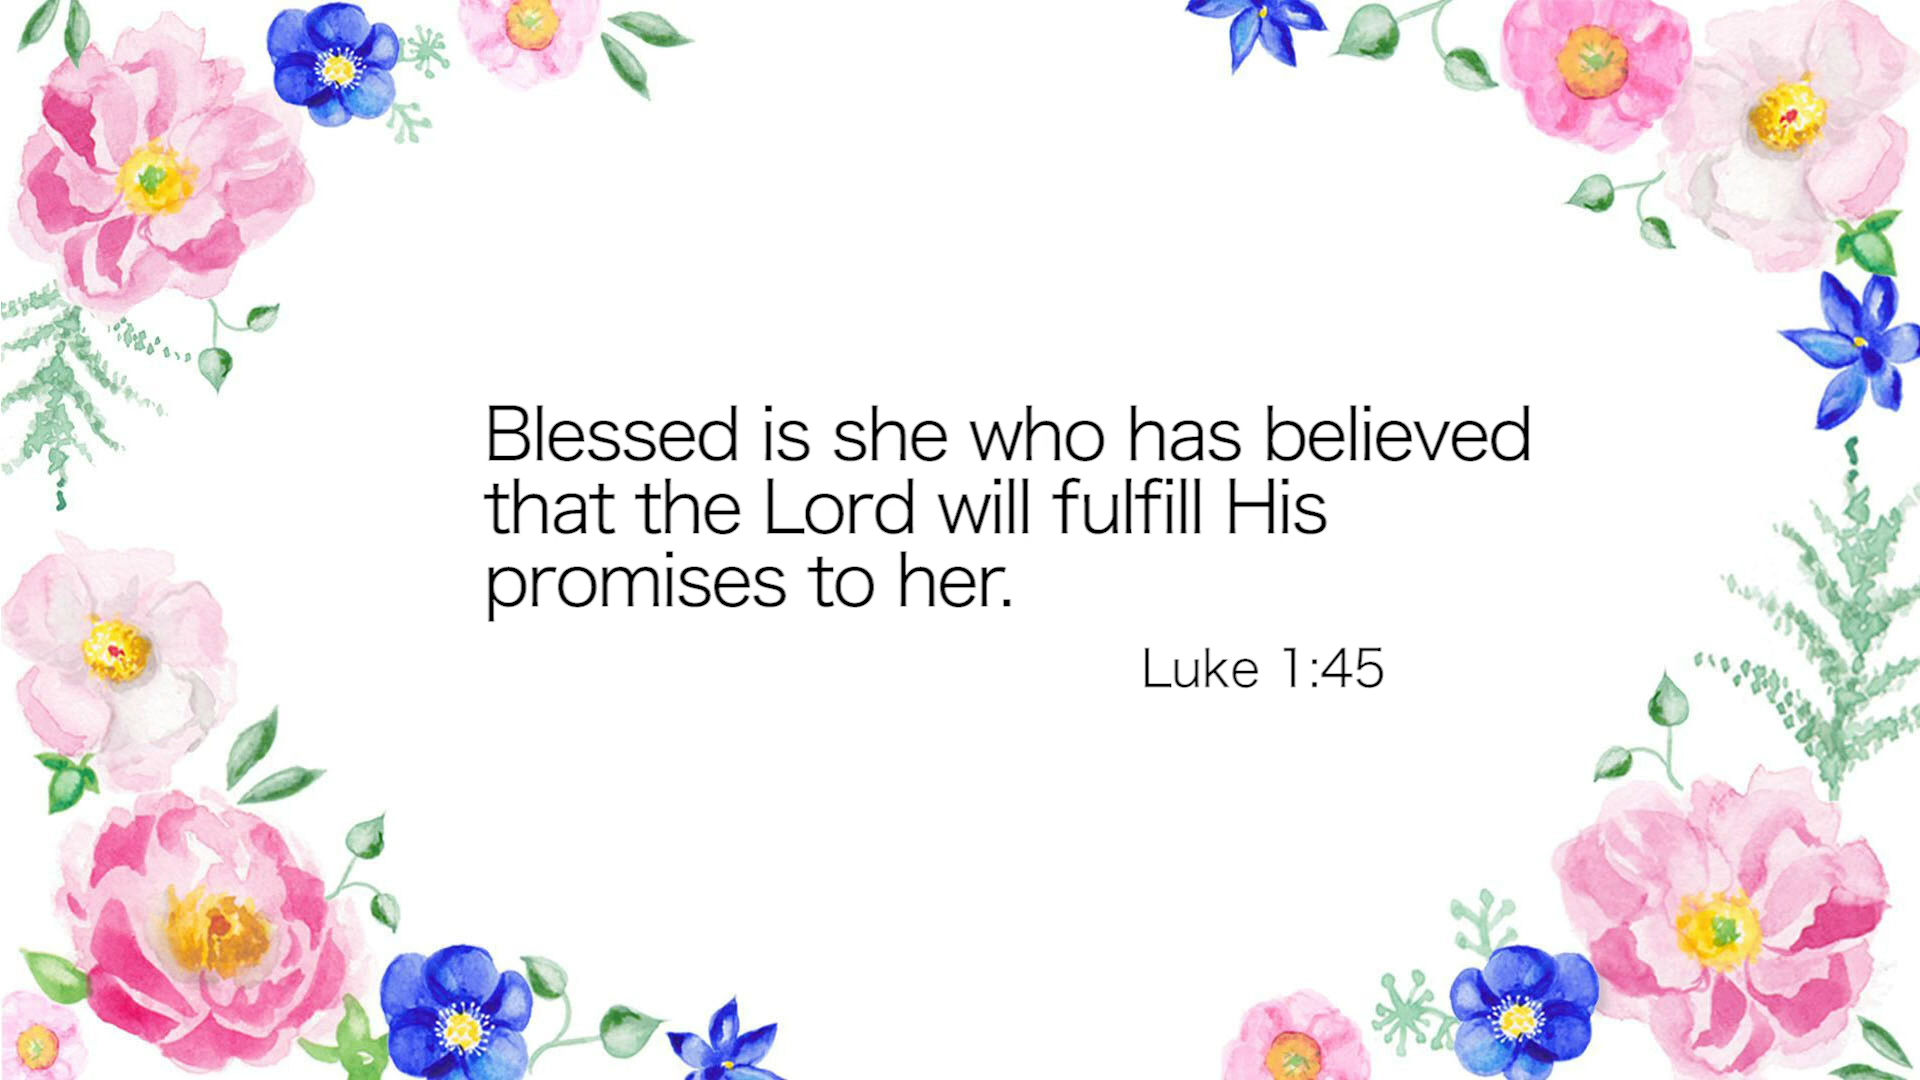 Blessed is she who has believed
that the Lord will fulfill His
promises to her.
Luke 1:45